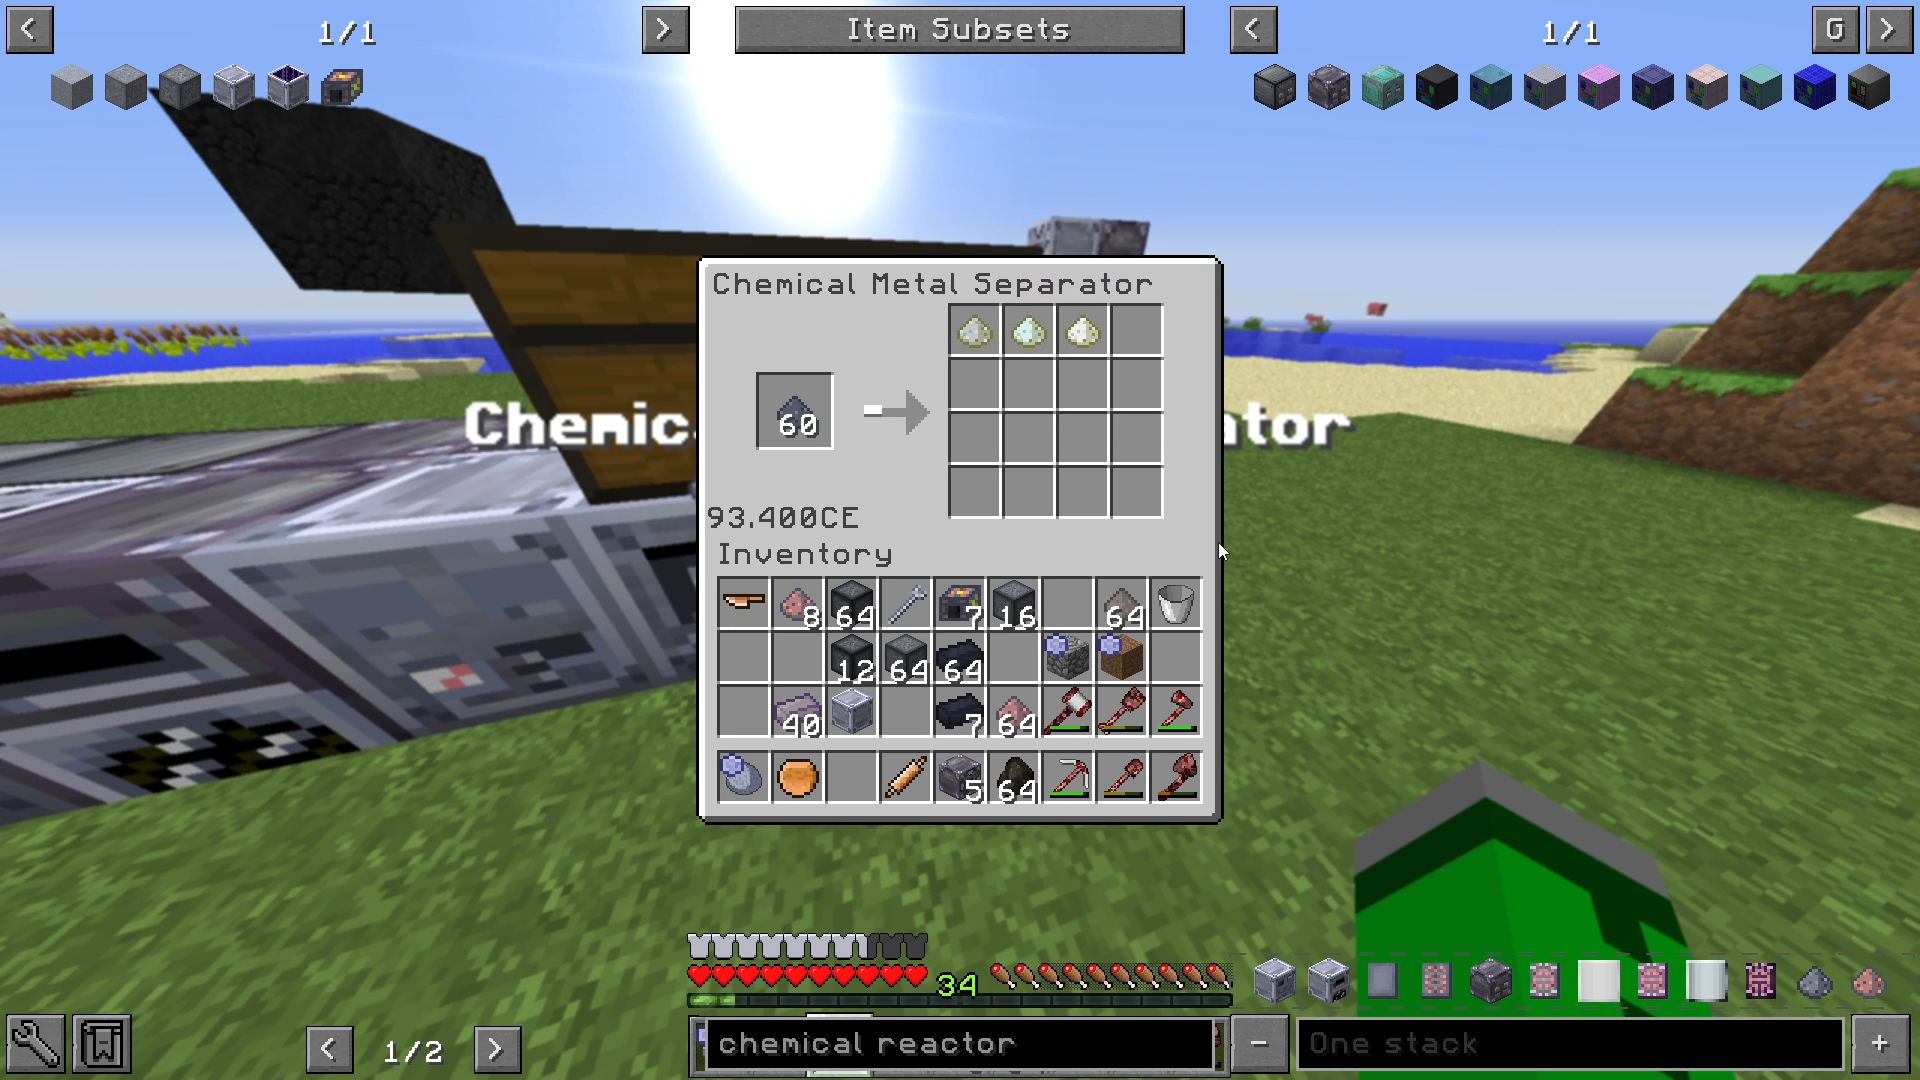 <
1/1
>
Item Subsets
<
1/1
G
>
Chemical Metal Separator
60
Chemic
ator
93.400CE
Inventory
8
64
7
16
64
12
64
64
40
7
64
5
64
34
<
1/2
>
chemical reactor
-
One stack
+